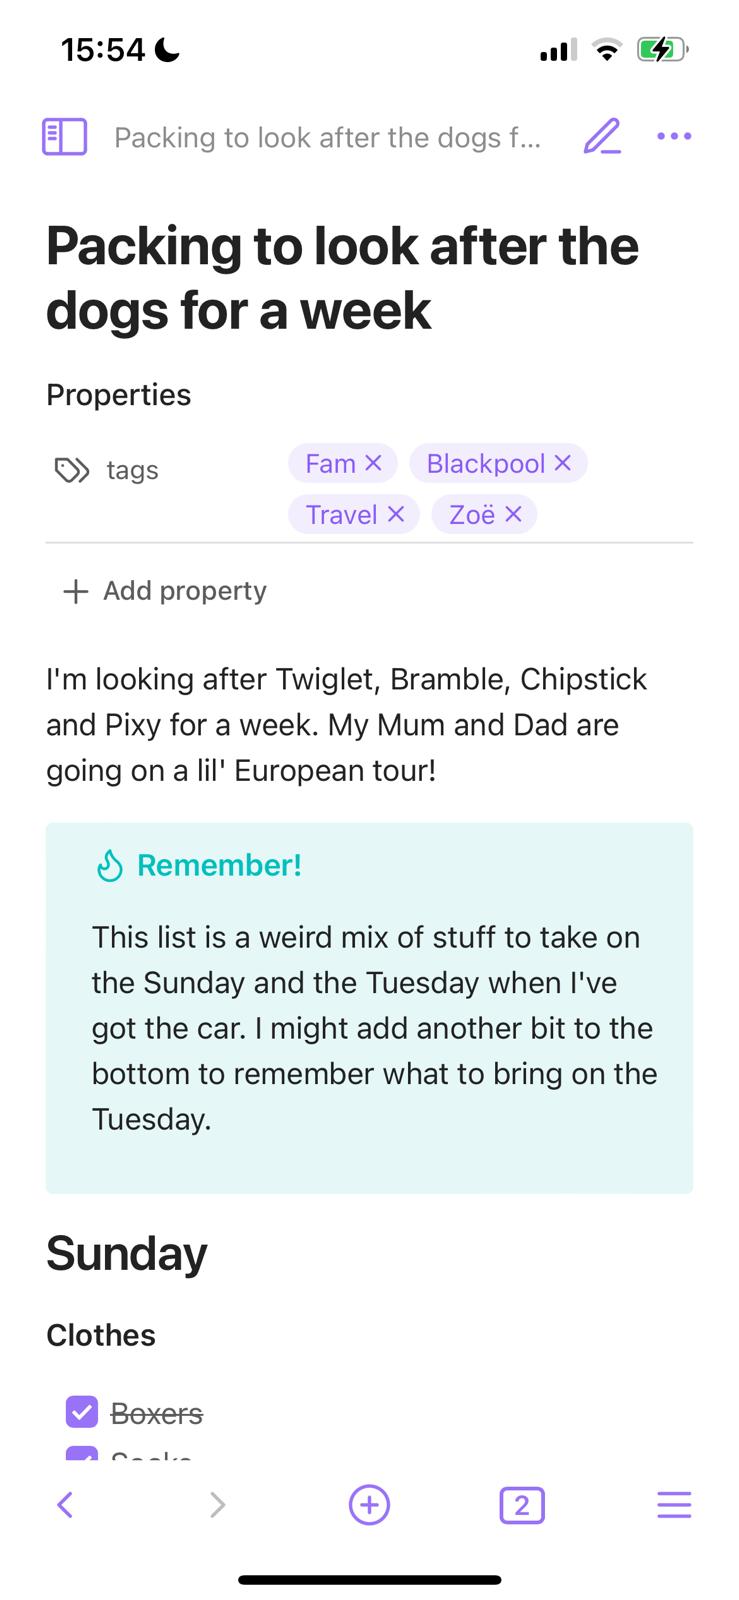 15:54
Packing to look after the dogs f...
Packing to look after the
dogs for a week
Properties
tags
Fam ×
Blackpool ×
Travel ×
Zoë ×
+ Add property
I'm looking after Twiglet, Bramble, Chipstick
and Pixy for a week. My Mum and Dad are
going on a lil' European tour!
Remember!
This list is a weird mix of stuff to take on
the Sunday and the Tuesday when I've
got the car. I might add another bit to the
bottom to remember what to bring on the
Tuesday.
Sunday
Clothes
Boxers
Socks
2